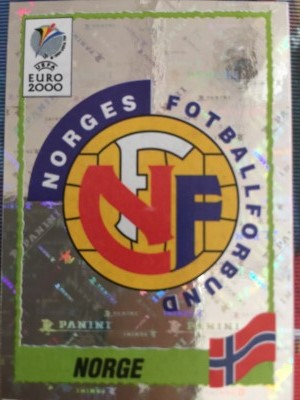 UEFA
EURO
2000
NORGES FOTBALLFORBUND
NFF
PANINI
PANINI
PANINI
NORGE